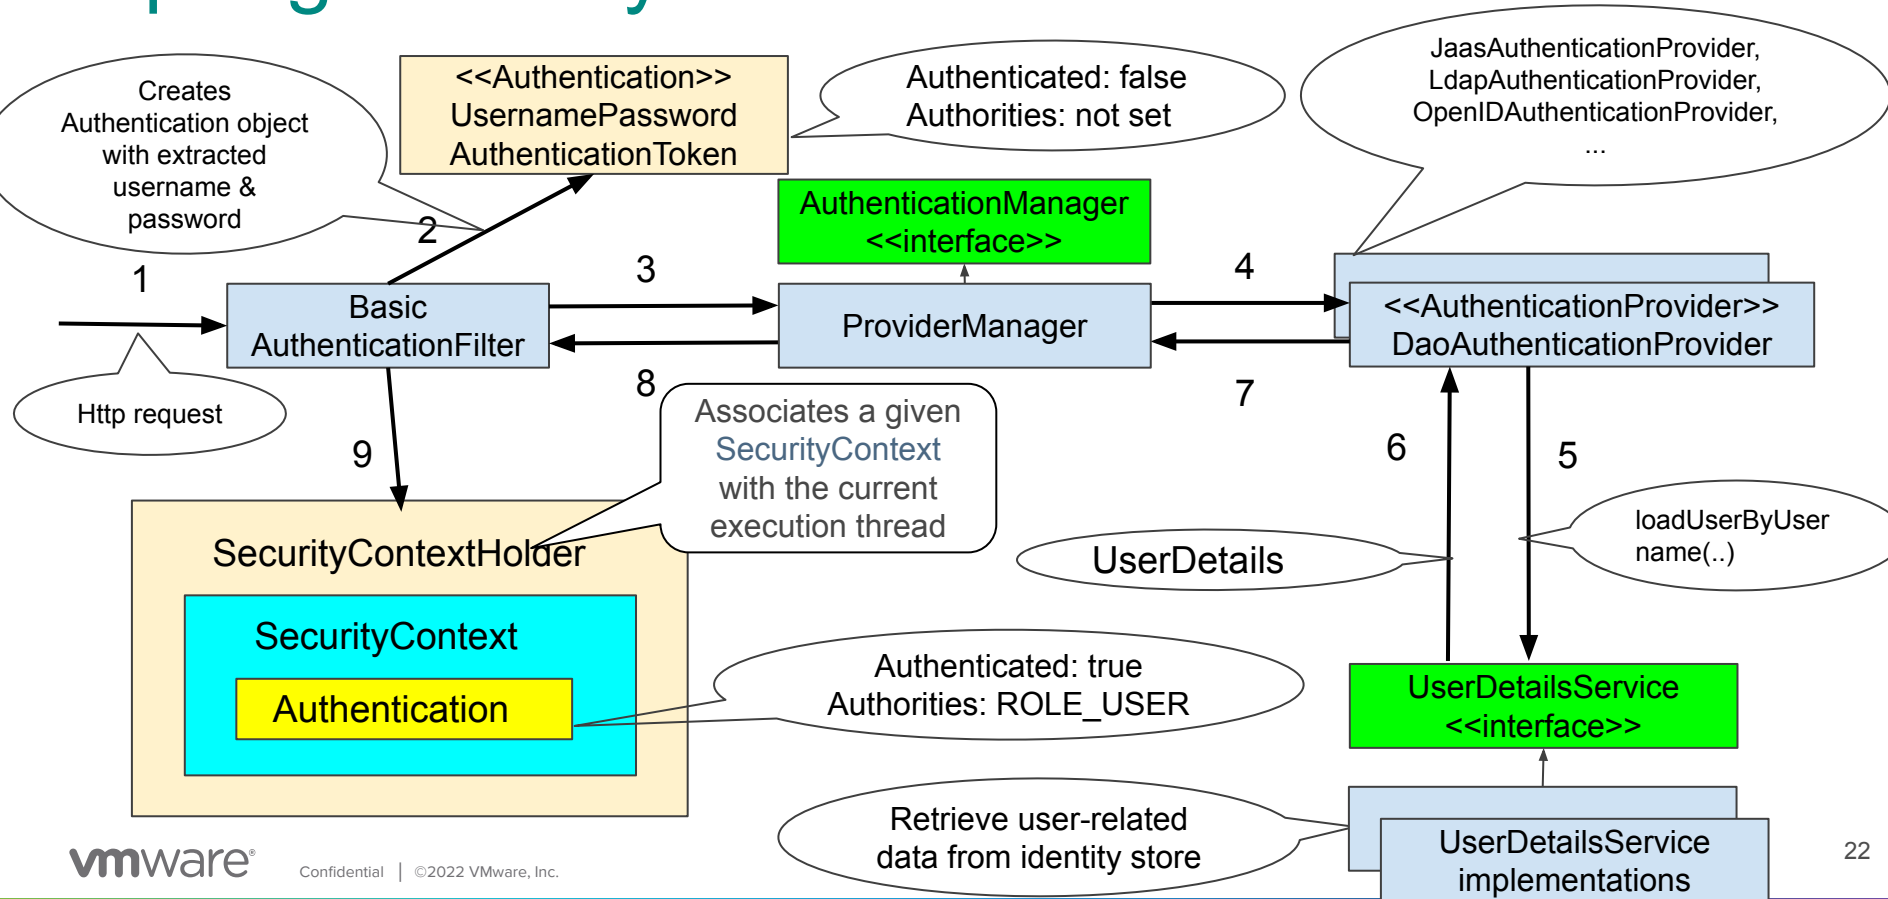 Creates
Authentication object
with extracted
username &
password
<<Authentication>>
UsernamePassword
AuthenticationToken
Authenticated: false
Authorities: not set
JaasAuthenticationProvider,
LdapAuthenticationProvider,
OpenIDAuthenticationProvider,
...
AuthenticationManager
<<interface>>
1
2
3
4
Basic
AuthenticationFilter
ProviderManager
<<AuthenticationProvider>>
DaoAuthenticationProvider
Http request
8
7
9
6
5
Associates a given
SecurityContext
with the current
execution thread
SecurityContextHolder
UserDetails
loadUserByUser
name(..)
SecurityContext
Authentication
Authenticated: true
Authorities: ROLE_USER
UserDetailsService
<<interface>>
Retrieve user-related
data from identity store
UserDetailsService
implementations
vmware®
Confidential | ©2022 VMware, Inc.
22